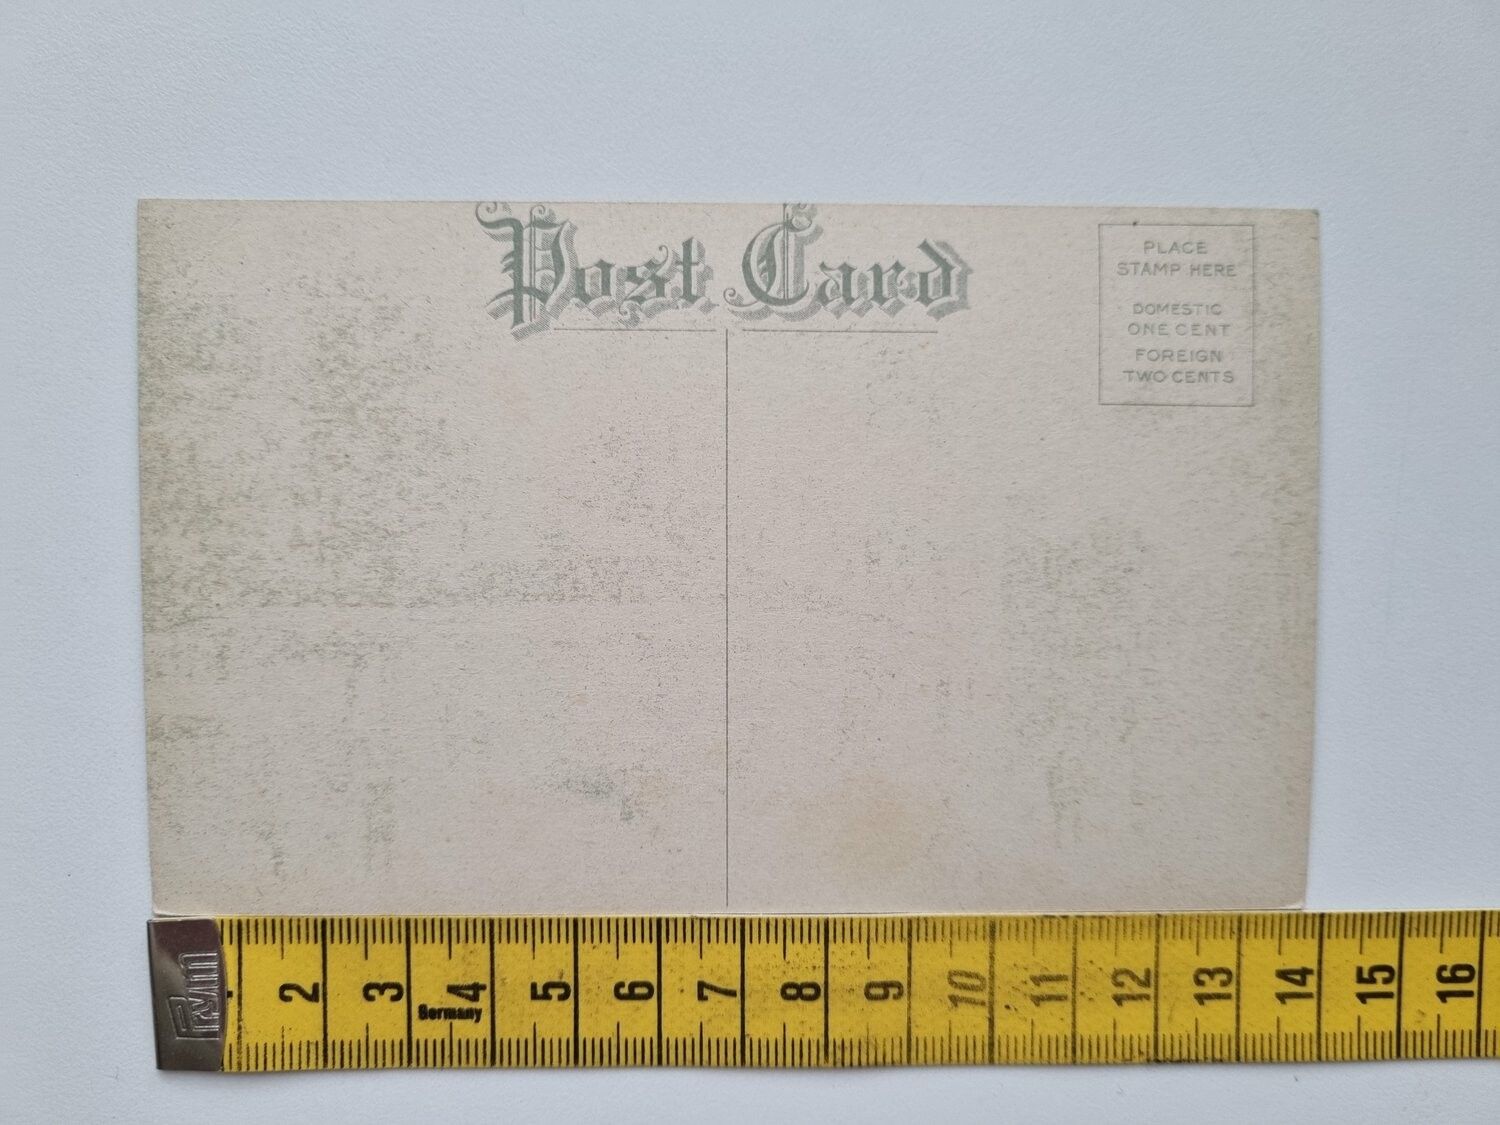 Post Card
PLACE
STAMP HERE
DOMESTIC
ONE CENT
FOREIGN
TWO CENTS
Prym
2 3 4 5 6 7 8 9 10 11 12 13 14 15 16
Germany